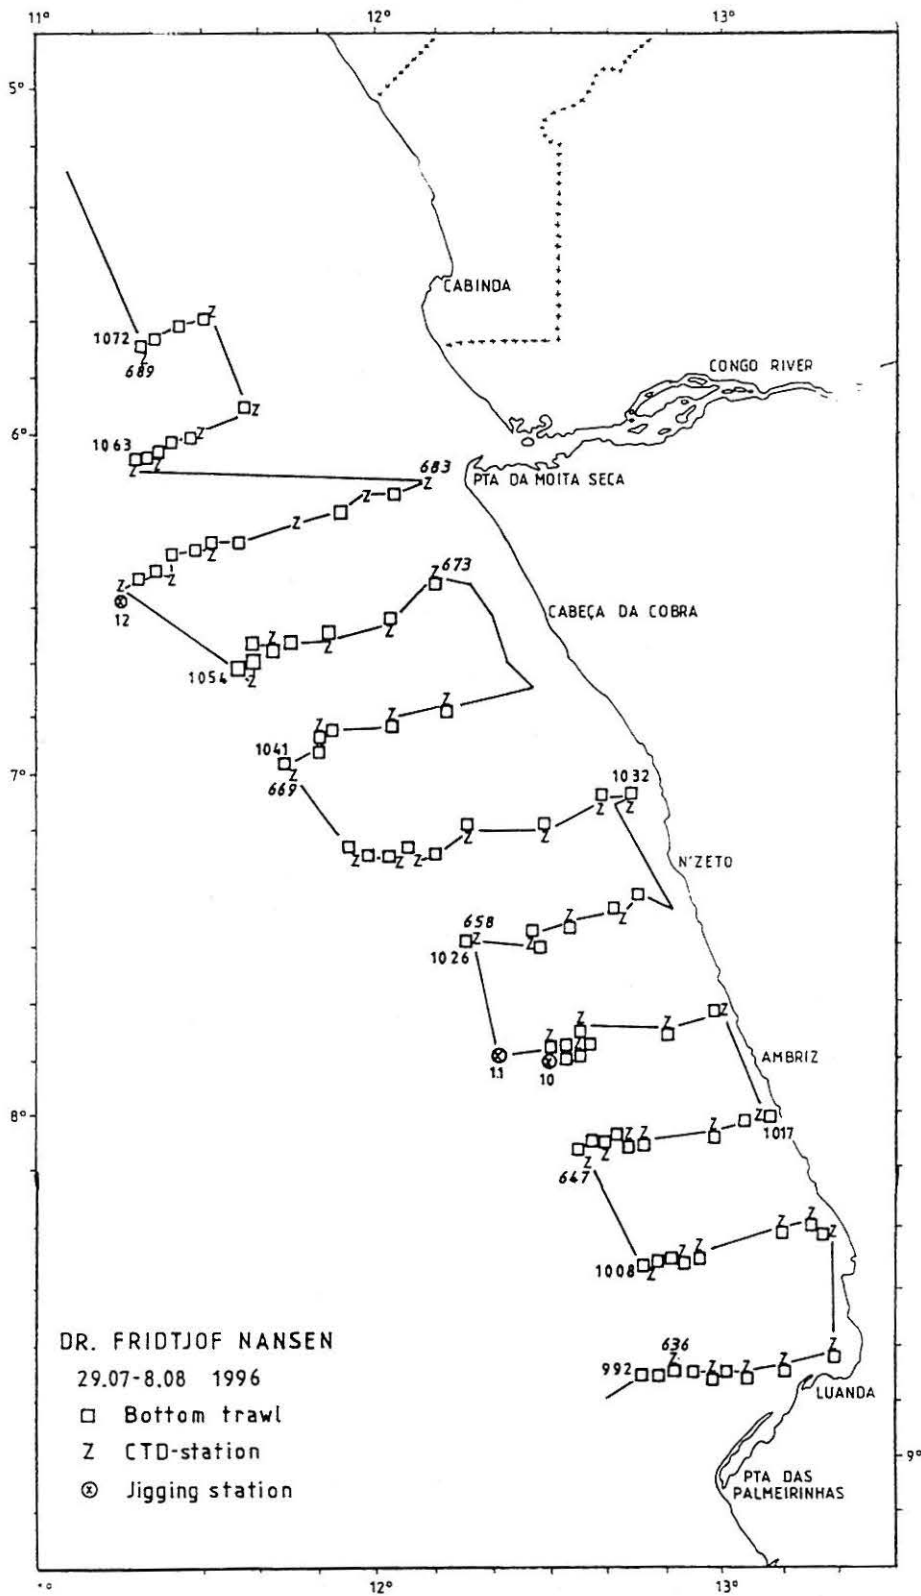 11°
12°
13°
5°
CABINDA
CONGO RIVER
1072
689
1063
6°
683
PTA DA MOITA SECA
673
CABEÇA DA COBRA
12
1054
1041
7°
669
1032
N'ZETO
658
1026
AMBRIZ
11
10
8°
1017
647
1008
DR. FRIDTJOF NANSEN
636
29.07-8.08 1996
992
□ Bottom trawl
LUANDA
Z CTD-station
9°
⊗ Jigging station
PTA DAS
PALMEIRINHAS
12°
13°